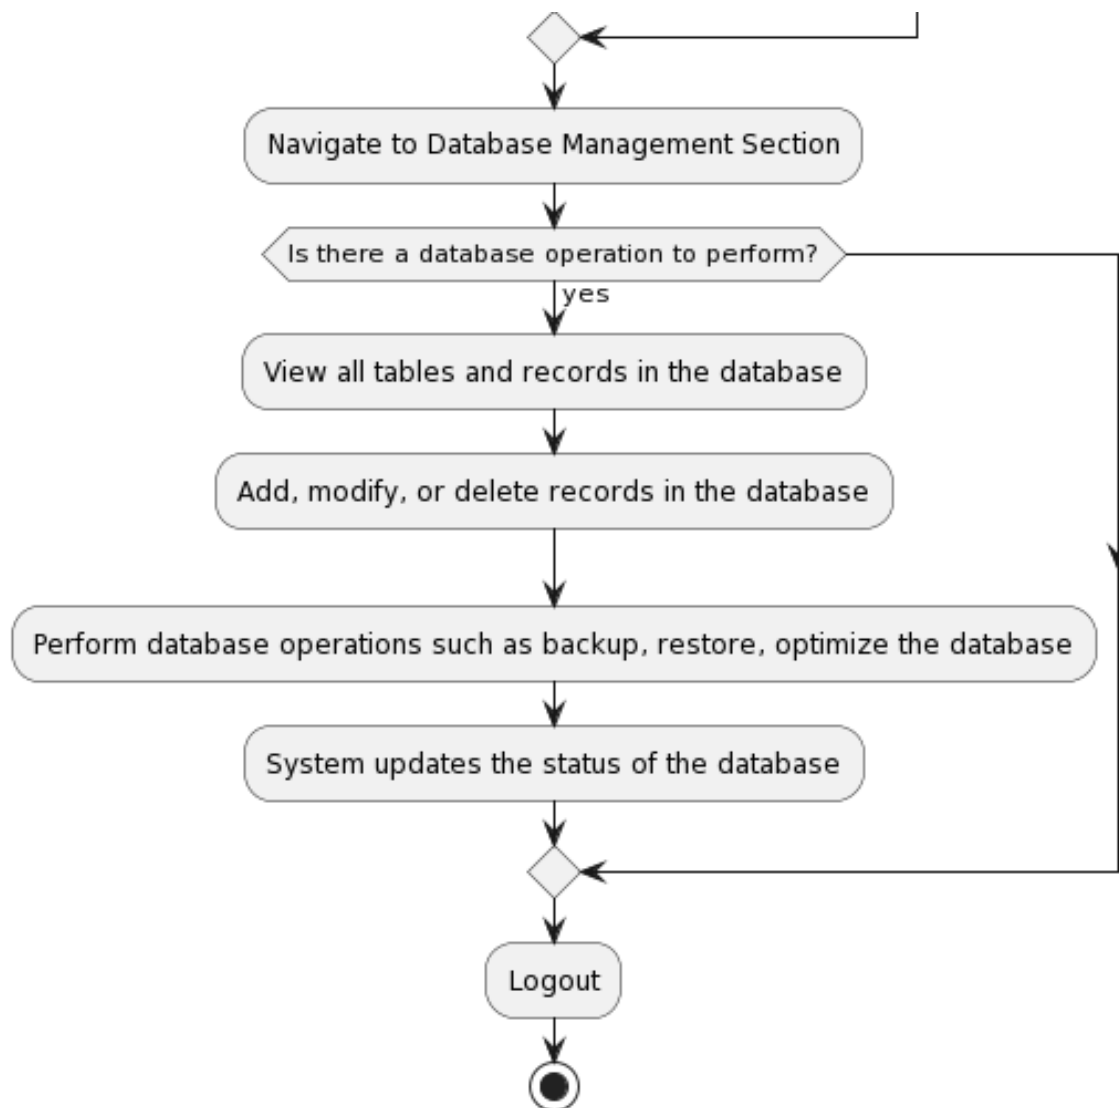 Navigate to Database Management Section
Is there a database operation to perform?
yes
View all tables and records in the database
Add, modify, or delete records in the database
Perform database operations such as backup, restore, optimize the database
System updates the status of the database
Logout